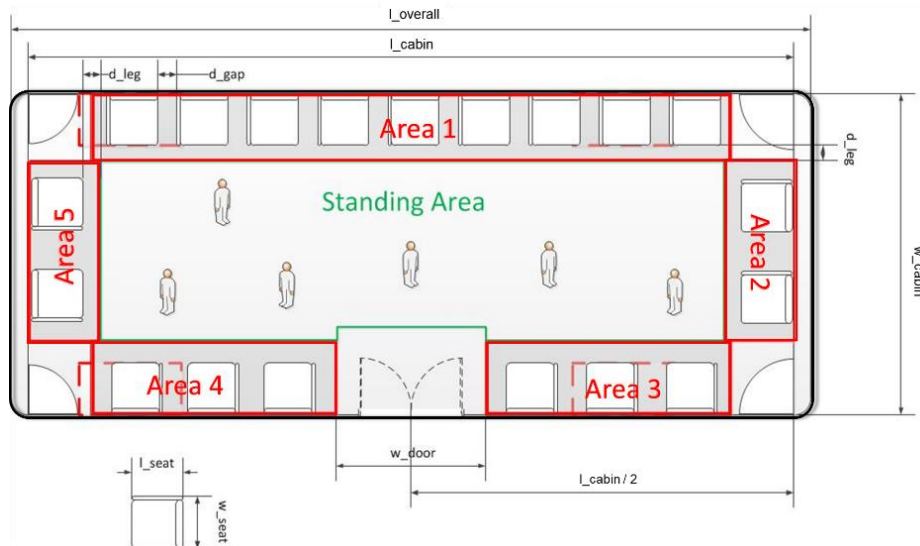 l_overall
l_cabin
d_leg
d_gap
Area 1
d_leg
Standing Area
Area 5
Area 2
w_cabin
Area 4
Area 3
w_door
l_seat
l_cabin / 2
w_seat